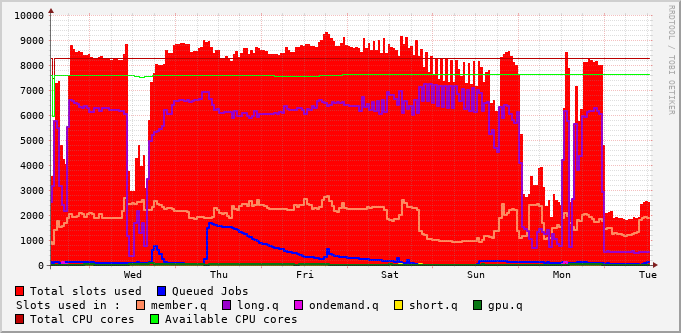 RRDTOOL / TOBI OETIKER
10000
9000
8000
7000
6000
5000
4000
3000
2000
1000
0
Wed Thu Fri Sat Sun Mon Tue
Total slots used Queued Jobs
Slots used in : member.q long.q ondemand.q short.q gpu.q
Total CPU cores Available CPU cores